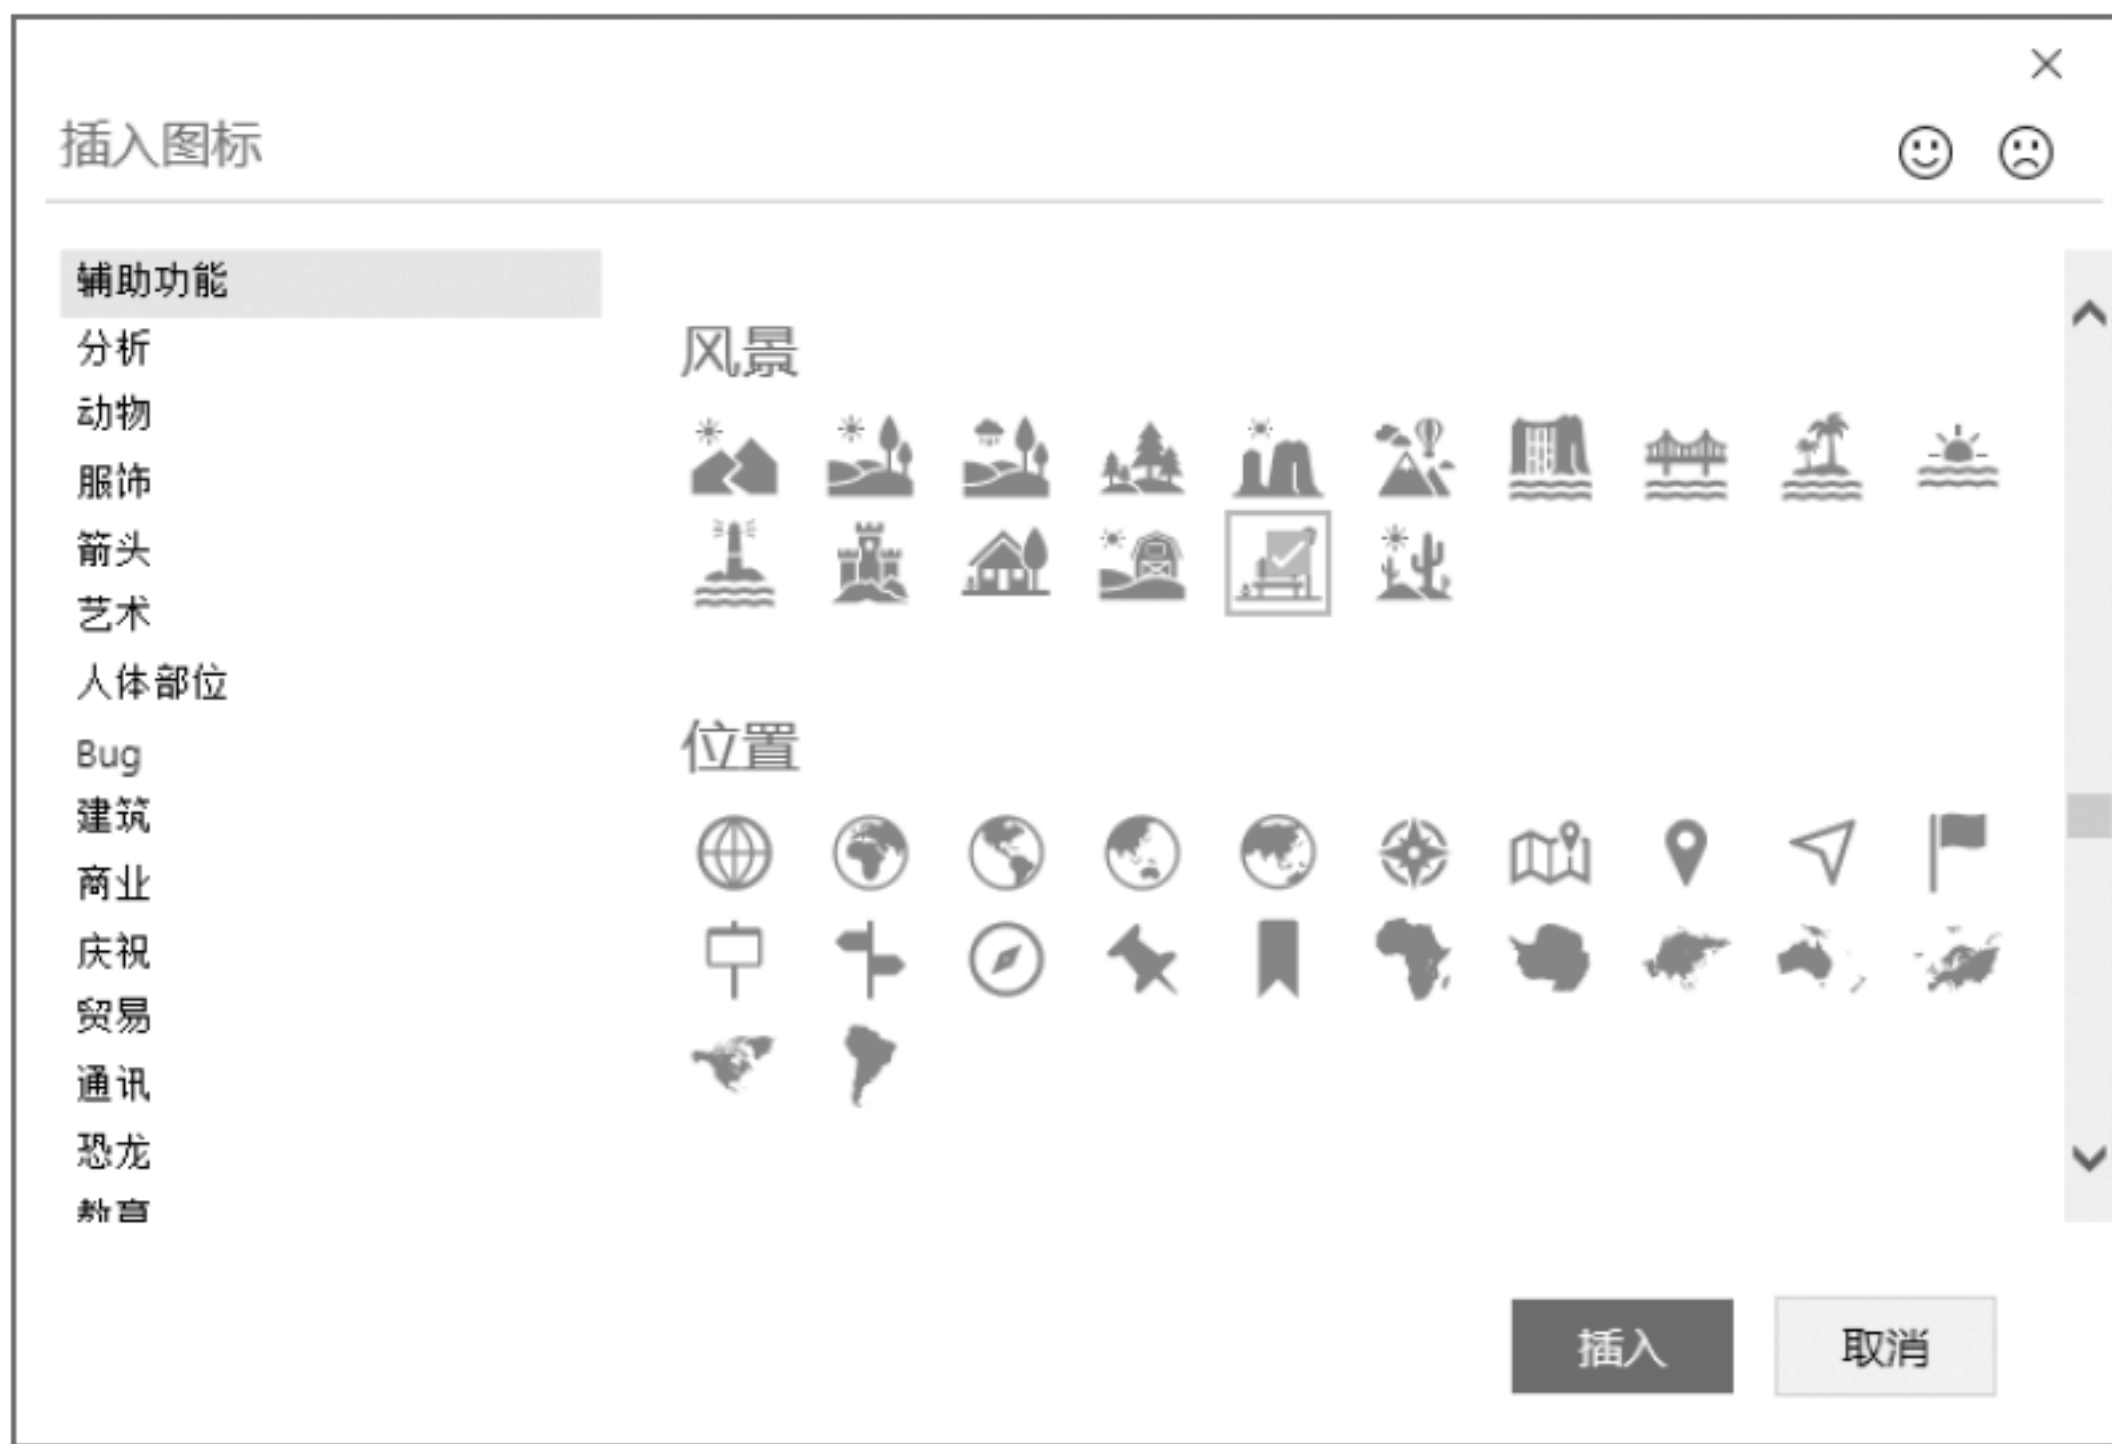 插入图标
辅助功能
分析
动物
服饰
箭头
艺术
人体部位
Bug
建筑
商业
庆祝
贸易
通讯
恐龙
教育
风景
位置
插入
取消